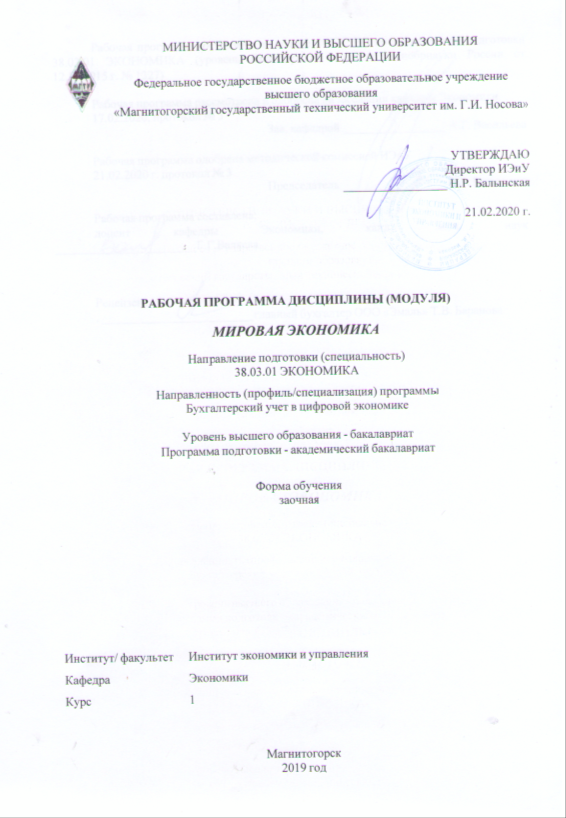 МИНИСТЕРСТВО НАУКИ И ВЫСШЕГО ОБРАЗОВАНИЯ
РОССИЙСКОЙ ФЕДЕРАЦИИ
Федеральное государственное бюджетное образовательное учреждение
высшего образования
«Магнитогорский государственный технический университет им. Г.И. Носова»
УТВЕРЖДАЮ
Директор ИЭиУ
Н.Р. Балынская
21.02.2020 г.
РАБОЧАЯ ПРОГРАММА ДИСЦИПЛИНЫ (МОДУЛЯ)
МИРОВАЯ ЭКОНОМИКА
Направление подготовки (специальность)
38.03.01 ЭКОНОМИКА
Направленность (профиль/специализация) программы
Бухгалтерский учет в цифровой экономике
Уровень высшего образования - бакалавриат
Программа подготовки - академический бакалавриат
Форма обучения
заочная
Институт/ факультет Институт экономики и управления
Кафедра Экономики
Курс 1
Магнитогорск
2019 год